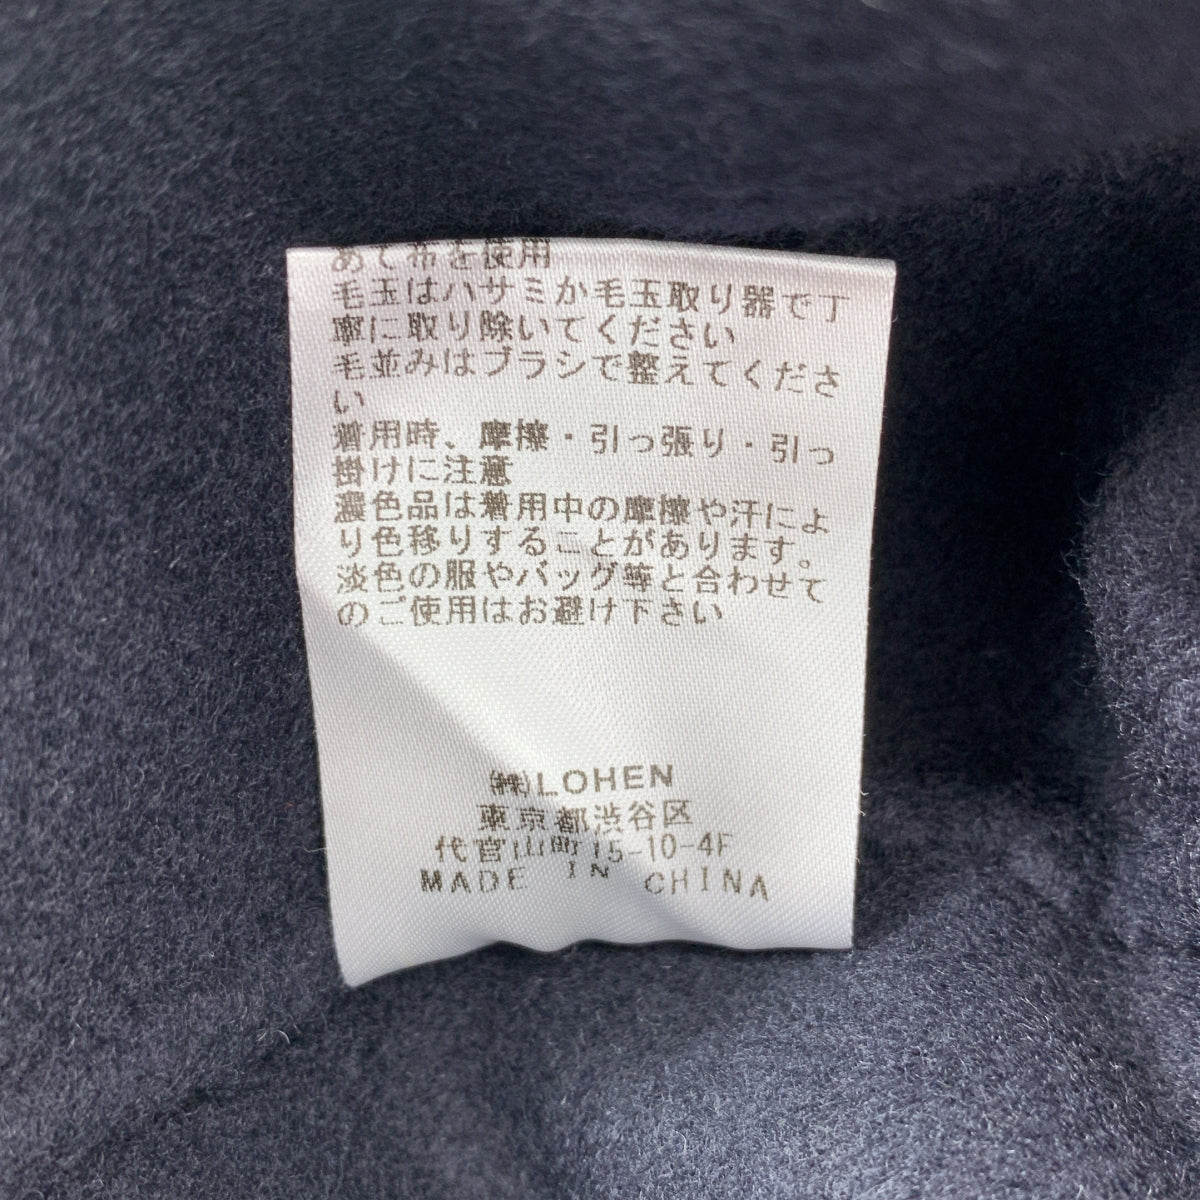 あて布を使用
毛玉はハサミか毛玉取り器で丁
寧に取り除いてください
毛並みはブラシで整えてくださ
い
着用時、摩擦・引っ張り・引っ
掛けに注意
濃色品は着用中の摩擦や汗によ
り色移りすることがあります。
淡色の服やバッグ等と合わせて
のご使用はお避け下さい
㈱LOHEN
東京都渋谷区
代官山町15-10-4F
MADE IN CHINA